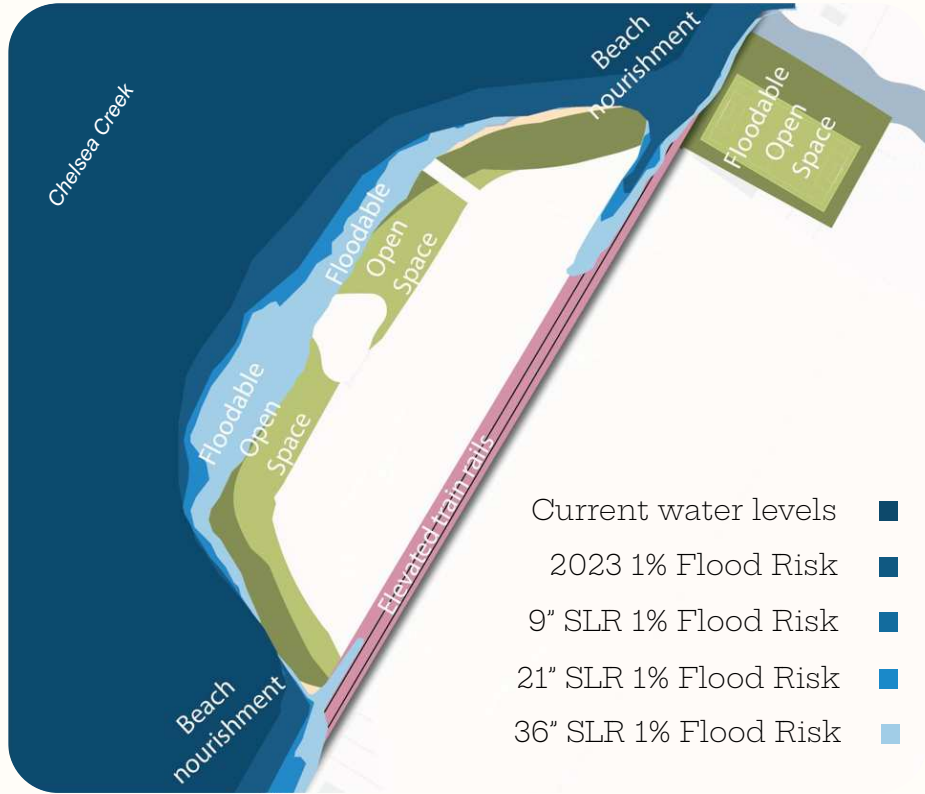 Chelsea Creek
Beach
nourishment
Floodable
Open
Space
Floodable
Open
Space
Floodable
Open
Space
Elevated train rails
Beach
nourishment
Current water levels
2023 1% Flood Risk
9" SLR 1% Flood Risk
21" SLR 1% Flood Risk
36" SLR 1% Flood Risk